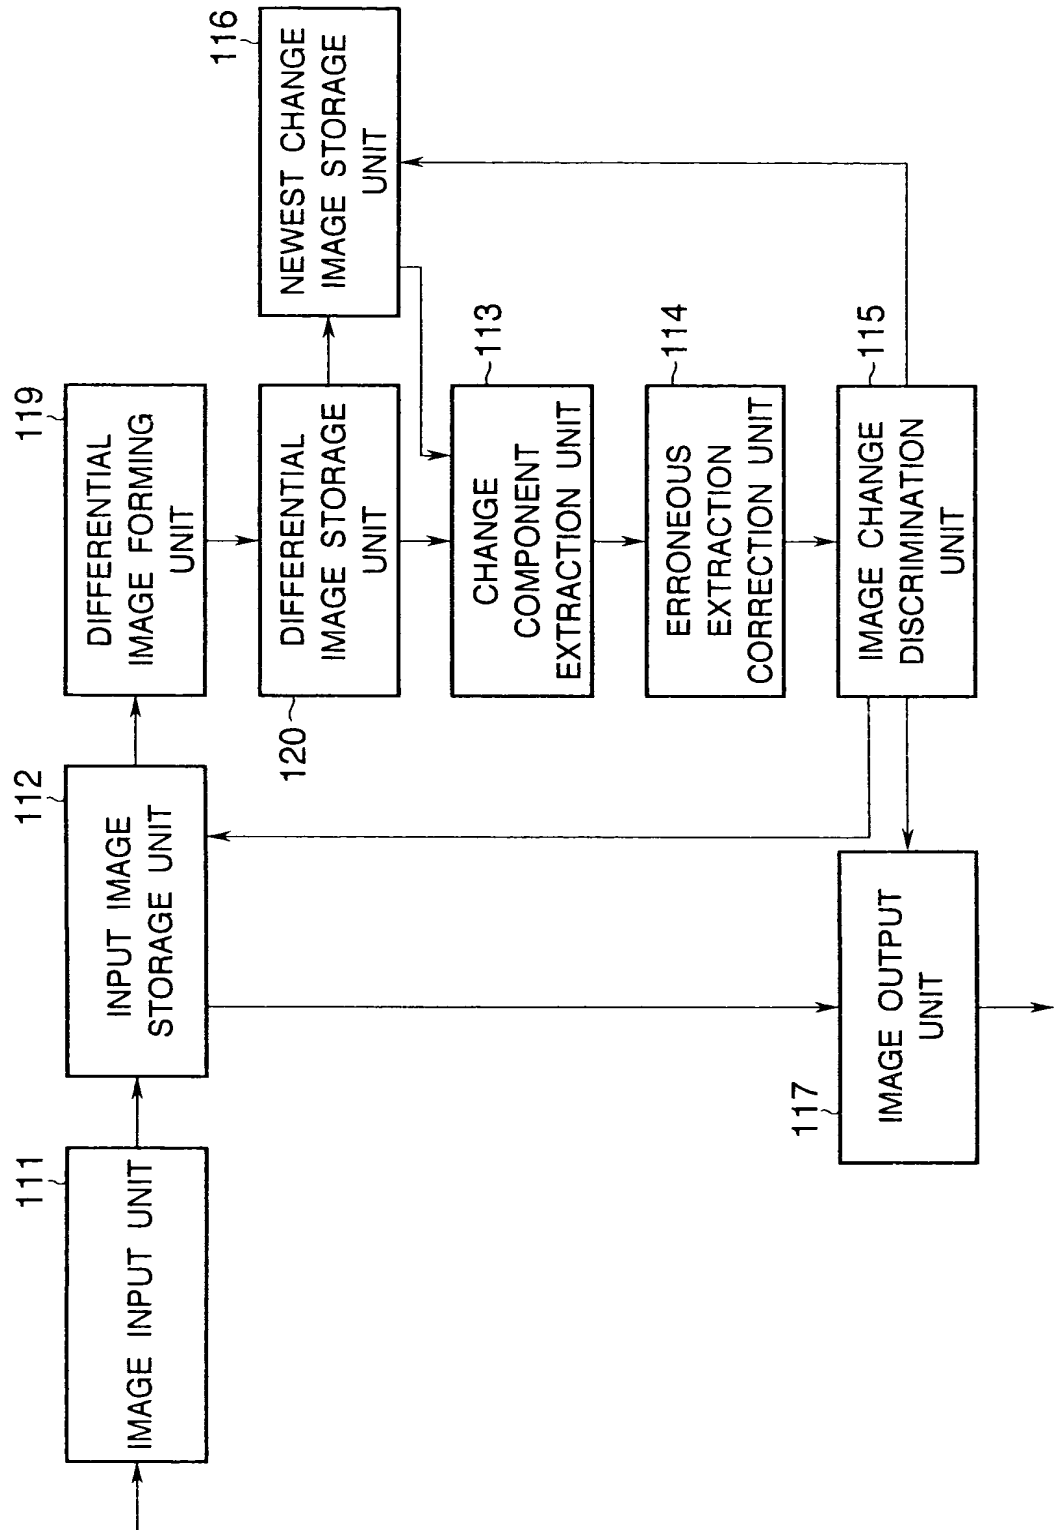 111
IMAGE INPUT UNIT
112
INPUT IMAGE
STORAGE UNIT
119
DIFFERENTIAL
IMAGE FORMING
UNIT
116
NEWEST CHANGE
IMAGE STORAGE
UNIT
120
DIFFERENTIAL
IMAGE STORAGE
UNIT
113
CHANGE
COMPONENT
EXTRACTION UNIT
114
ERRONEOUS
EXTRACTION
CORRECTION UNIT
115
IMAGE CHANGE
DISCRIMINATION
UNIT
117
IMAGE OUTPUT
UNIT